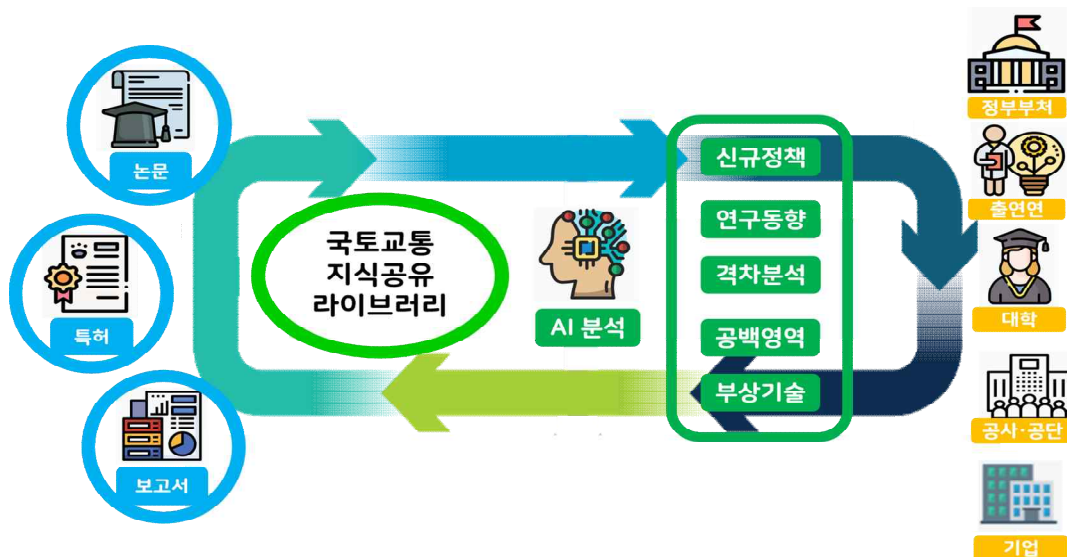 논문
특허
보고서
국토교통
지식공유
라이브러리
AI 분석
신규정책
연구동향
격차분석
공백영역
부상기술
정부부처
출연연
대학
공사·공단
기업